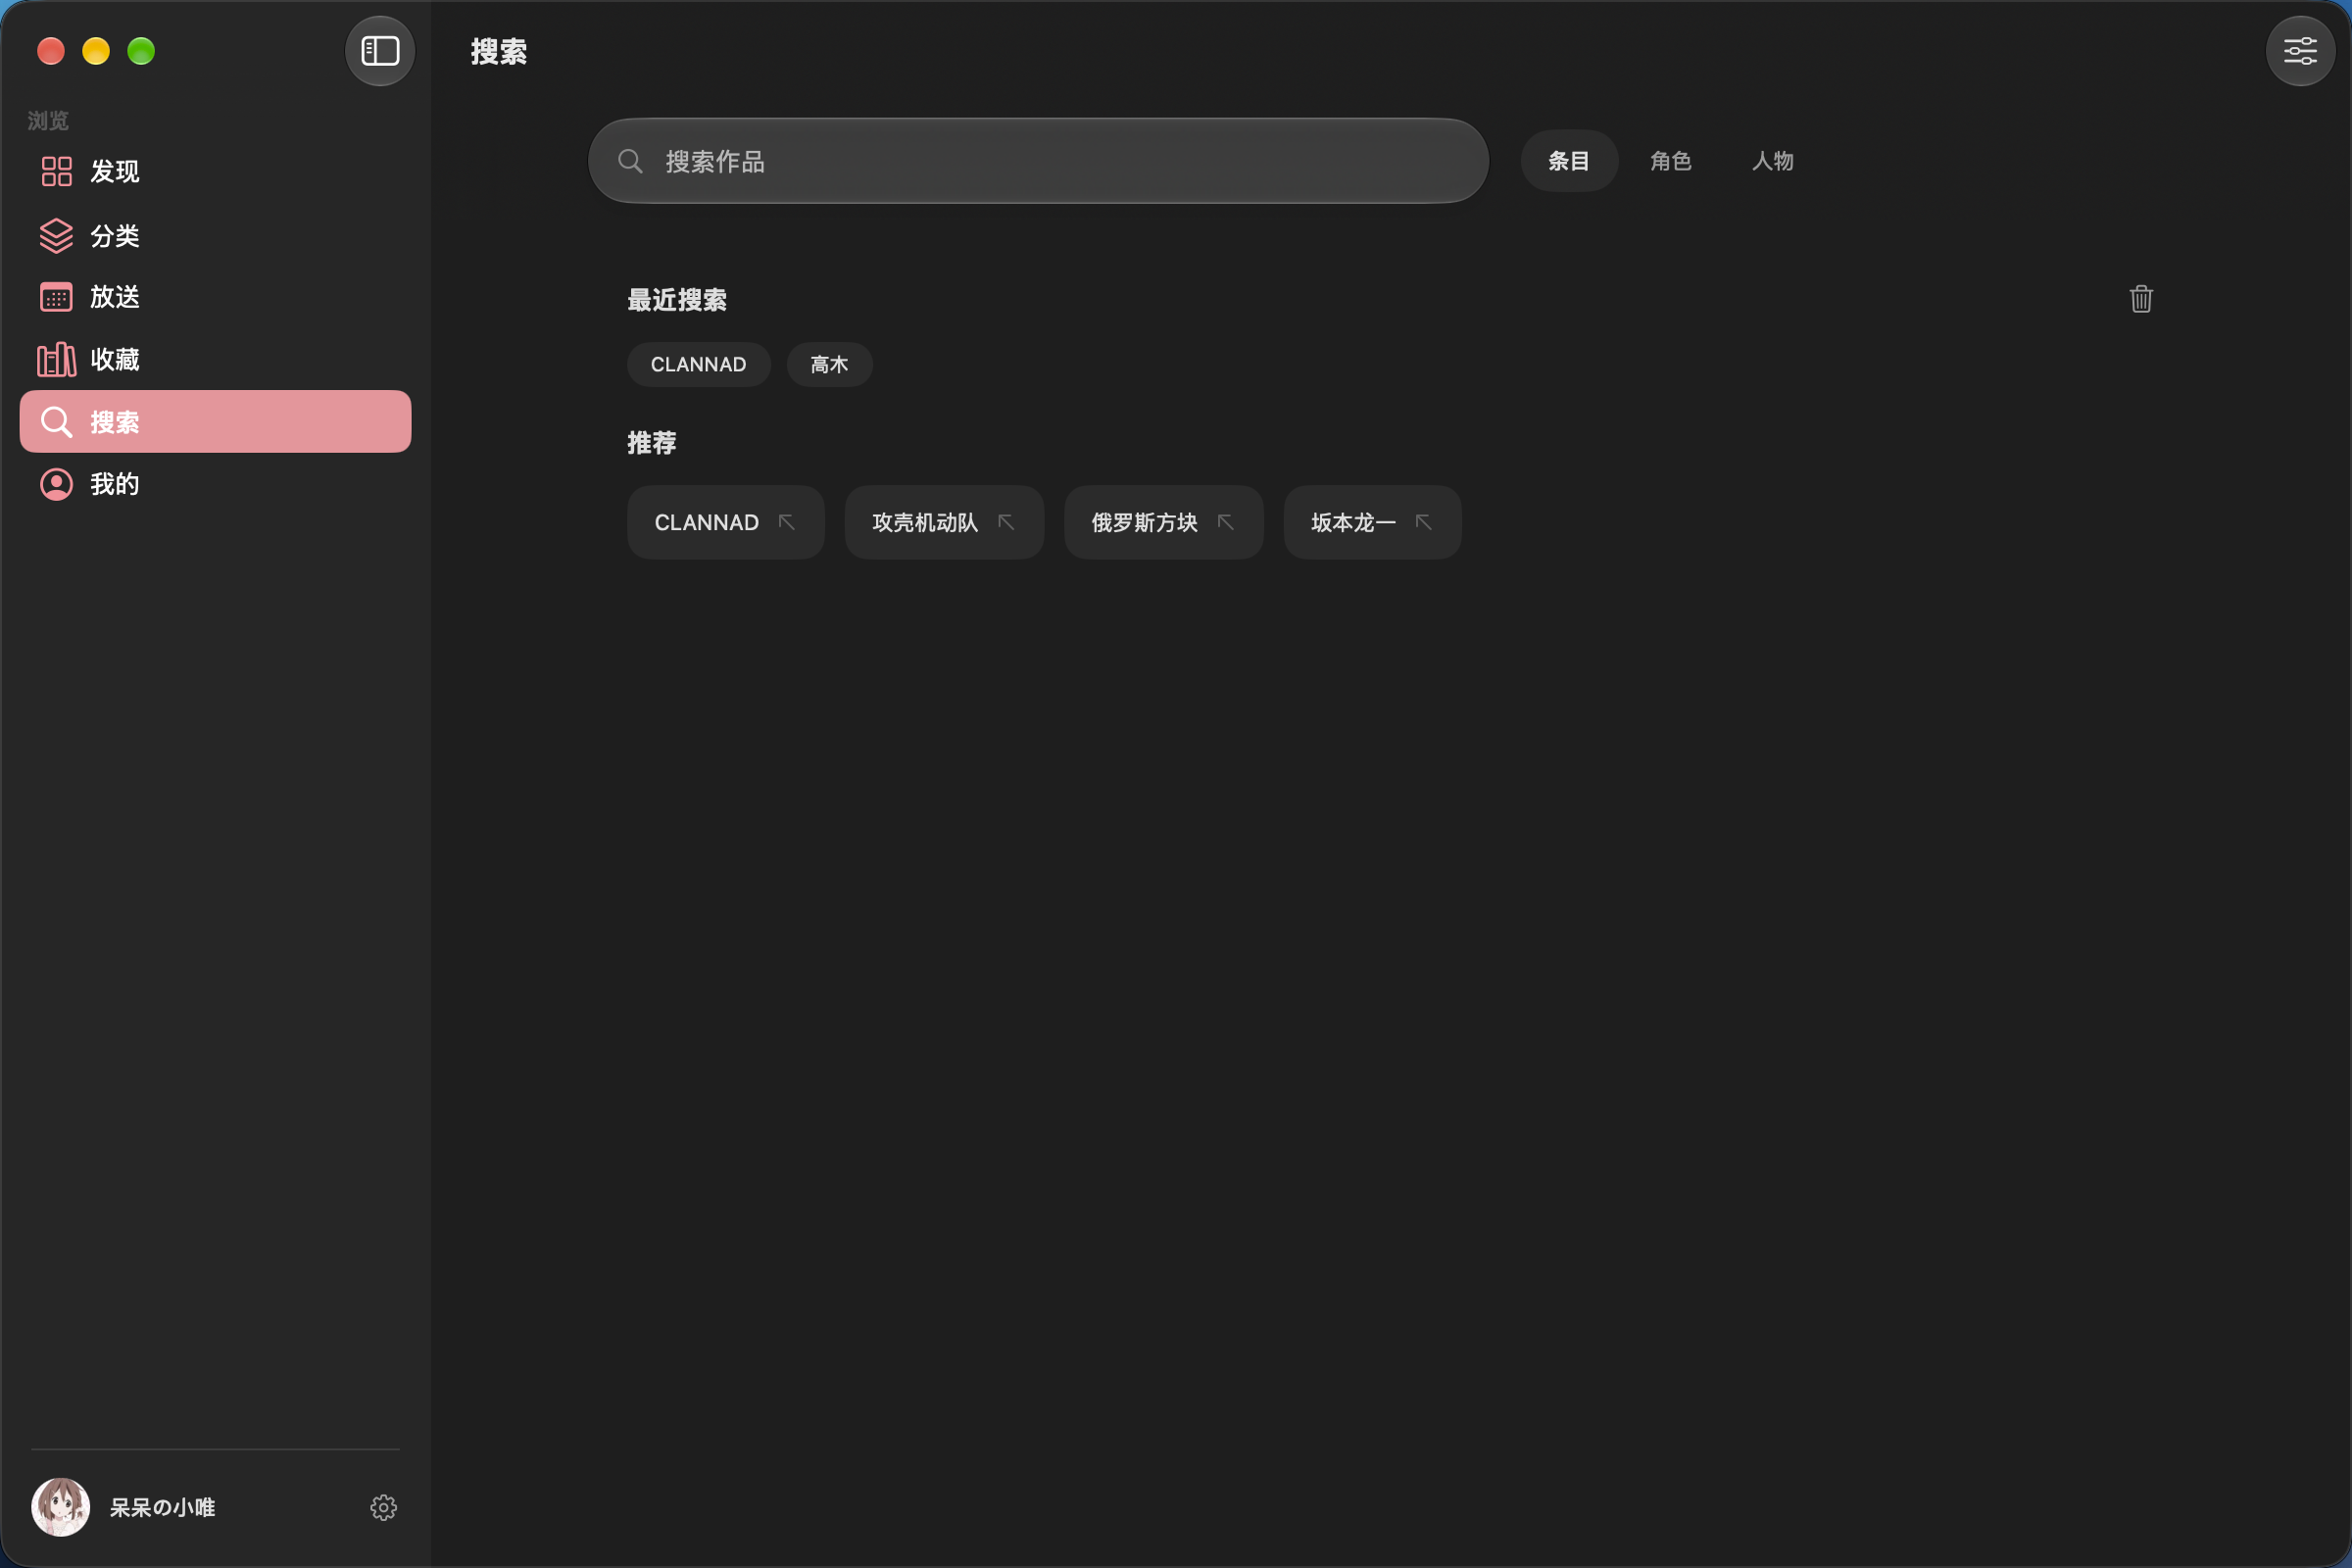 浏览
发现
分类
放送
收藏
搜索
我的
呆呆の小唯
搜索
搜索作品
条目 角色 人物
最近搜索
CLANNAD 高木
推荐
CLANNAD 攻壳机动队 俄罗斯方块 坂本龙一